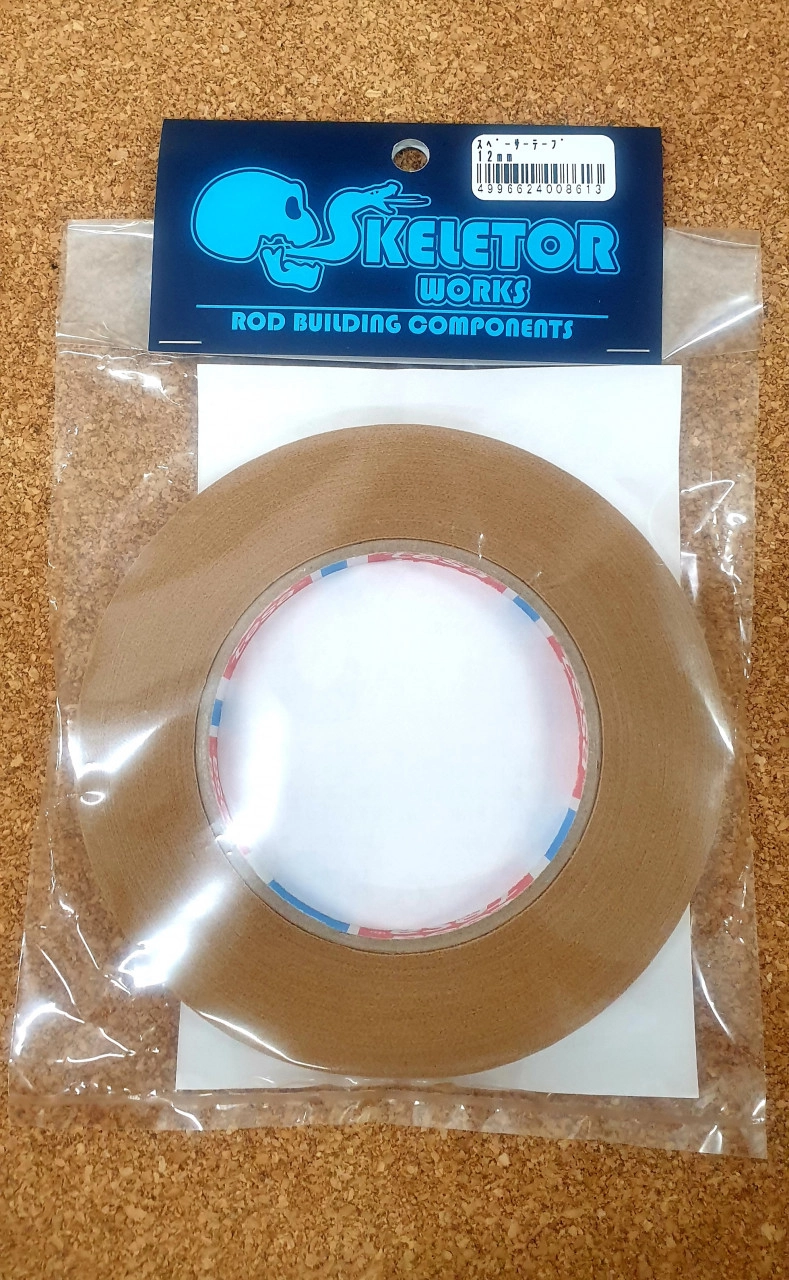 ｽﾍﾟｰｻｰﾃｰﾌﾟ
12mm
4996624008613
SKELETOR
WORKS
ROD BUILDING COMPONENTS